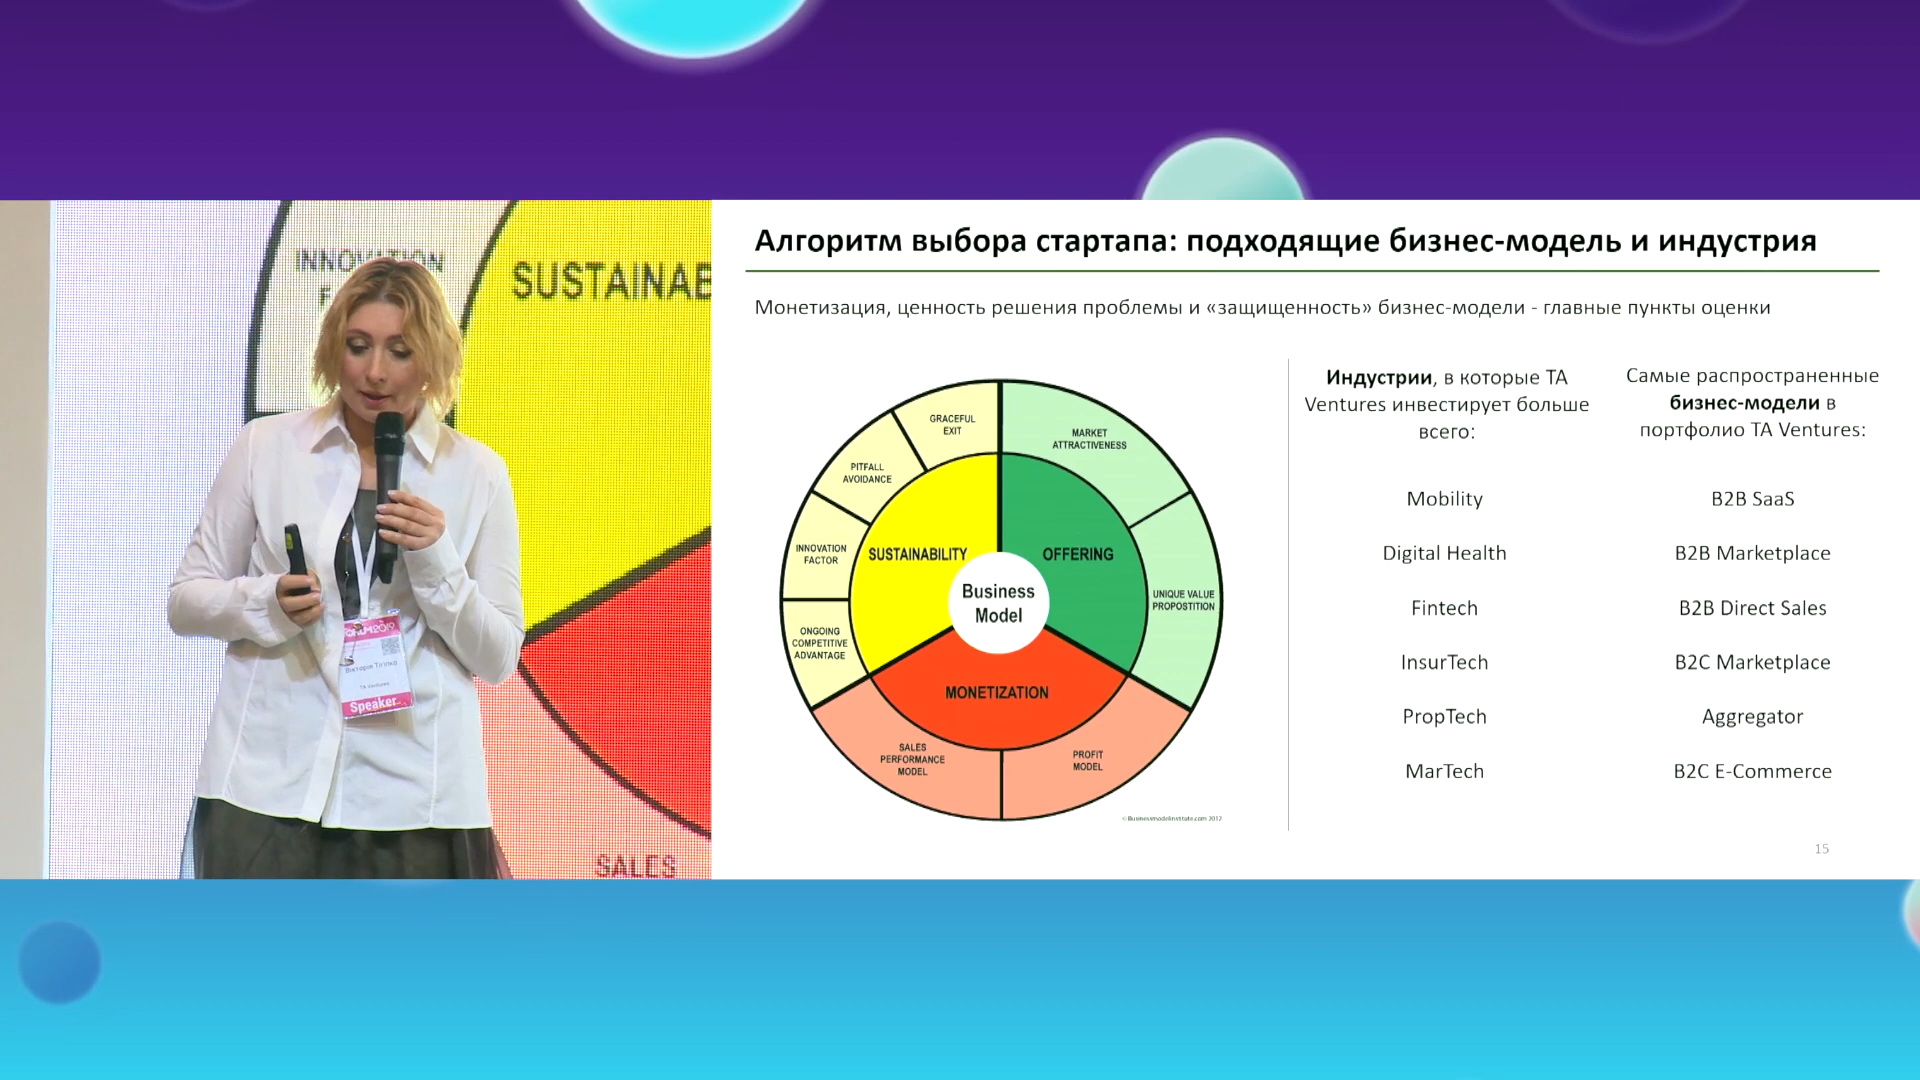 INNOVATION
SUSTAINAB
SALES
FORUM2019
TA Ventures
Speaker
Алгоритм выбора стартапа: подходящие бизнес-модель и индустрия
Монетизация, ценность решения проблемы и «защищенность» бизнес-модели - главные пункты оценки
GRACEFUL
EXIT
PITFALL
AVOIDANCE
INNOVATION
FACTOR
ONGOING
COMPETITIVE
ADVANTAGE
SUSTAINABILITY
MARKET
ATTRACTIVENESS
OFFERING
UNIQUE VALUE
PROPOSTITION
Business
Model
MONETIZATION
SALES
PERFORMANCE
MODEL
PROFIT
MODEL
© Businessmodelinstitute.com 2012
Индустрии, в которые TA
Ventures инвестирует больше
всего:
Mobility
Digital Health
Fintech
InsurTech
PropTech
MarTech
Самые распространенные
бизнес-модели в
портфолио TA Ventures:
B2B SaaS
B2B Marketplace
B2B Direct Sales
B2C Marketplace
Aggregator
B2C E-Commerce
15